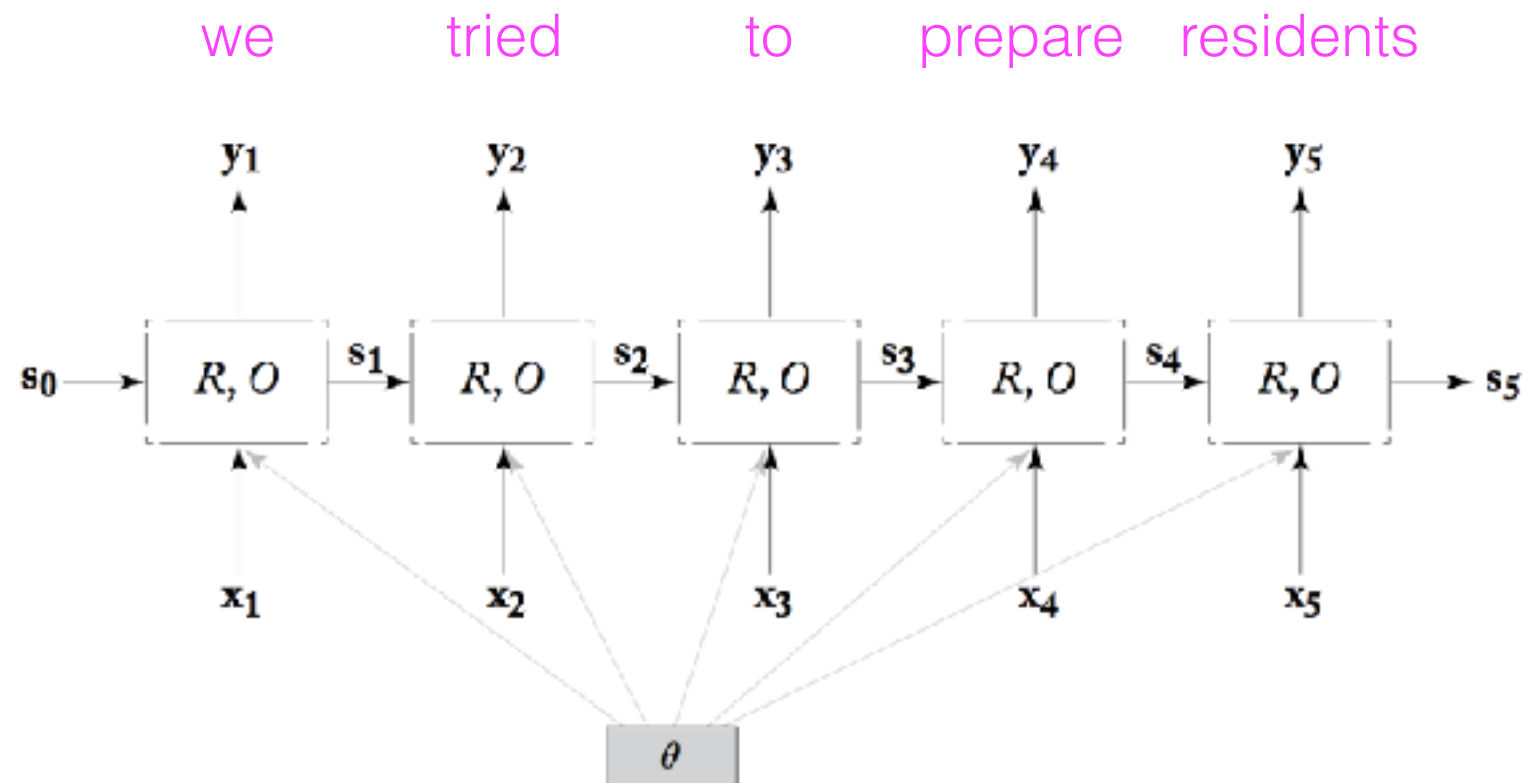 we tried to prepare residents
y1 y2 y3 y4 y5
s0 R, O s1 R, O s2 R, O s3 R, O s4 R, O s5
x1 x2 x3 x4 x5
θ